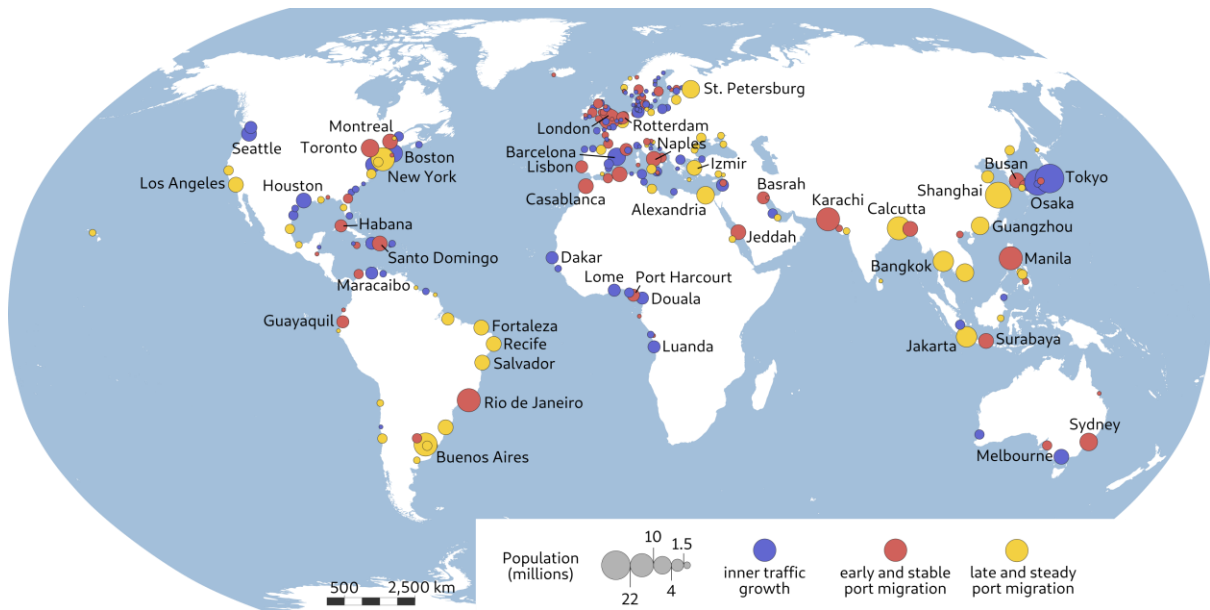 St. Petersburg
London
Rotterdam
Naples
Barcelona
Lisbon
Izmir
Casablanca
Alexandria
Montreal
Toronto
Seattle
Boston
New York
Los Angeles
Houston
Habana
Santo Domingo
Maracaibo
Guayaquil
Fortaleza
Recife
Salvador
Rio de Janeiro
Buenos Aires
Dakar
Lome
Port Harcourt
Douala
Luanda
Basrah
Jeddah
Karachi
Calcutta
Bangkok
Busan
Tokyo
Shanghai
Osaka
Guangzhou
Manila
Jakarta
Surabaya
Sydney
Melbourne
Population
(millions)
10
1.5
22
4
inner traffic
growth
early and stable
port migration
late and steady
port migration
500
2,500 km